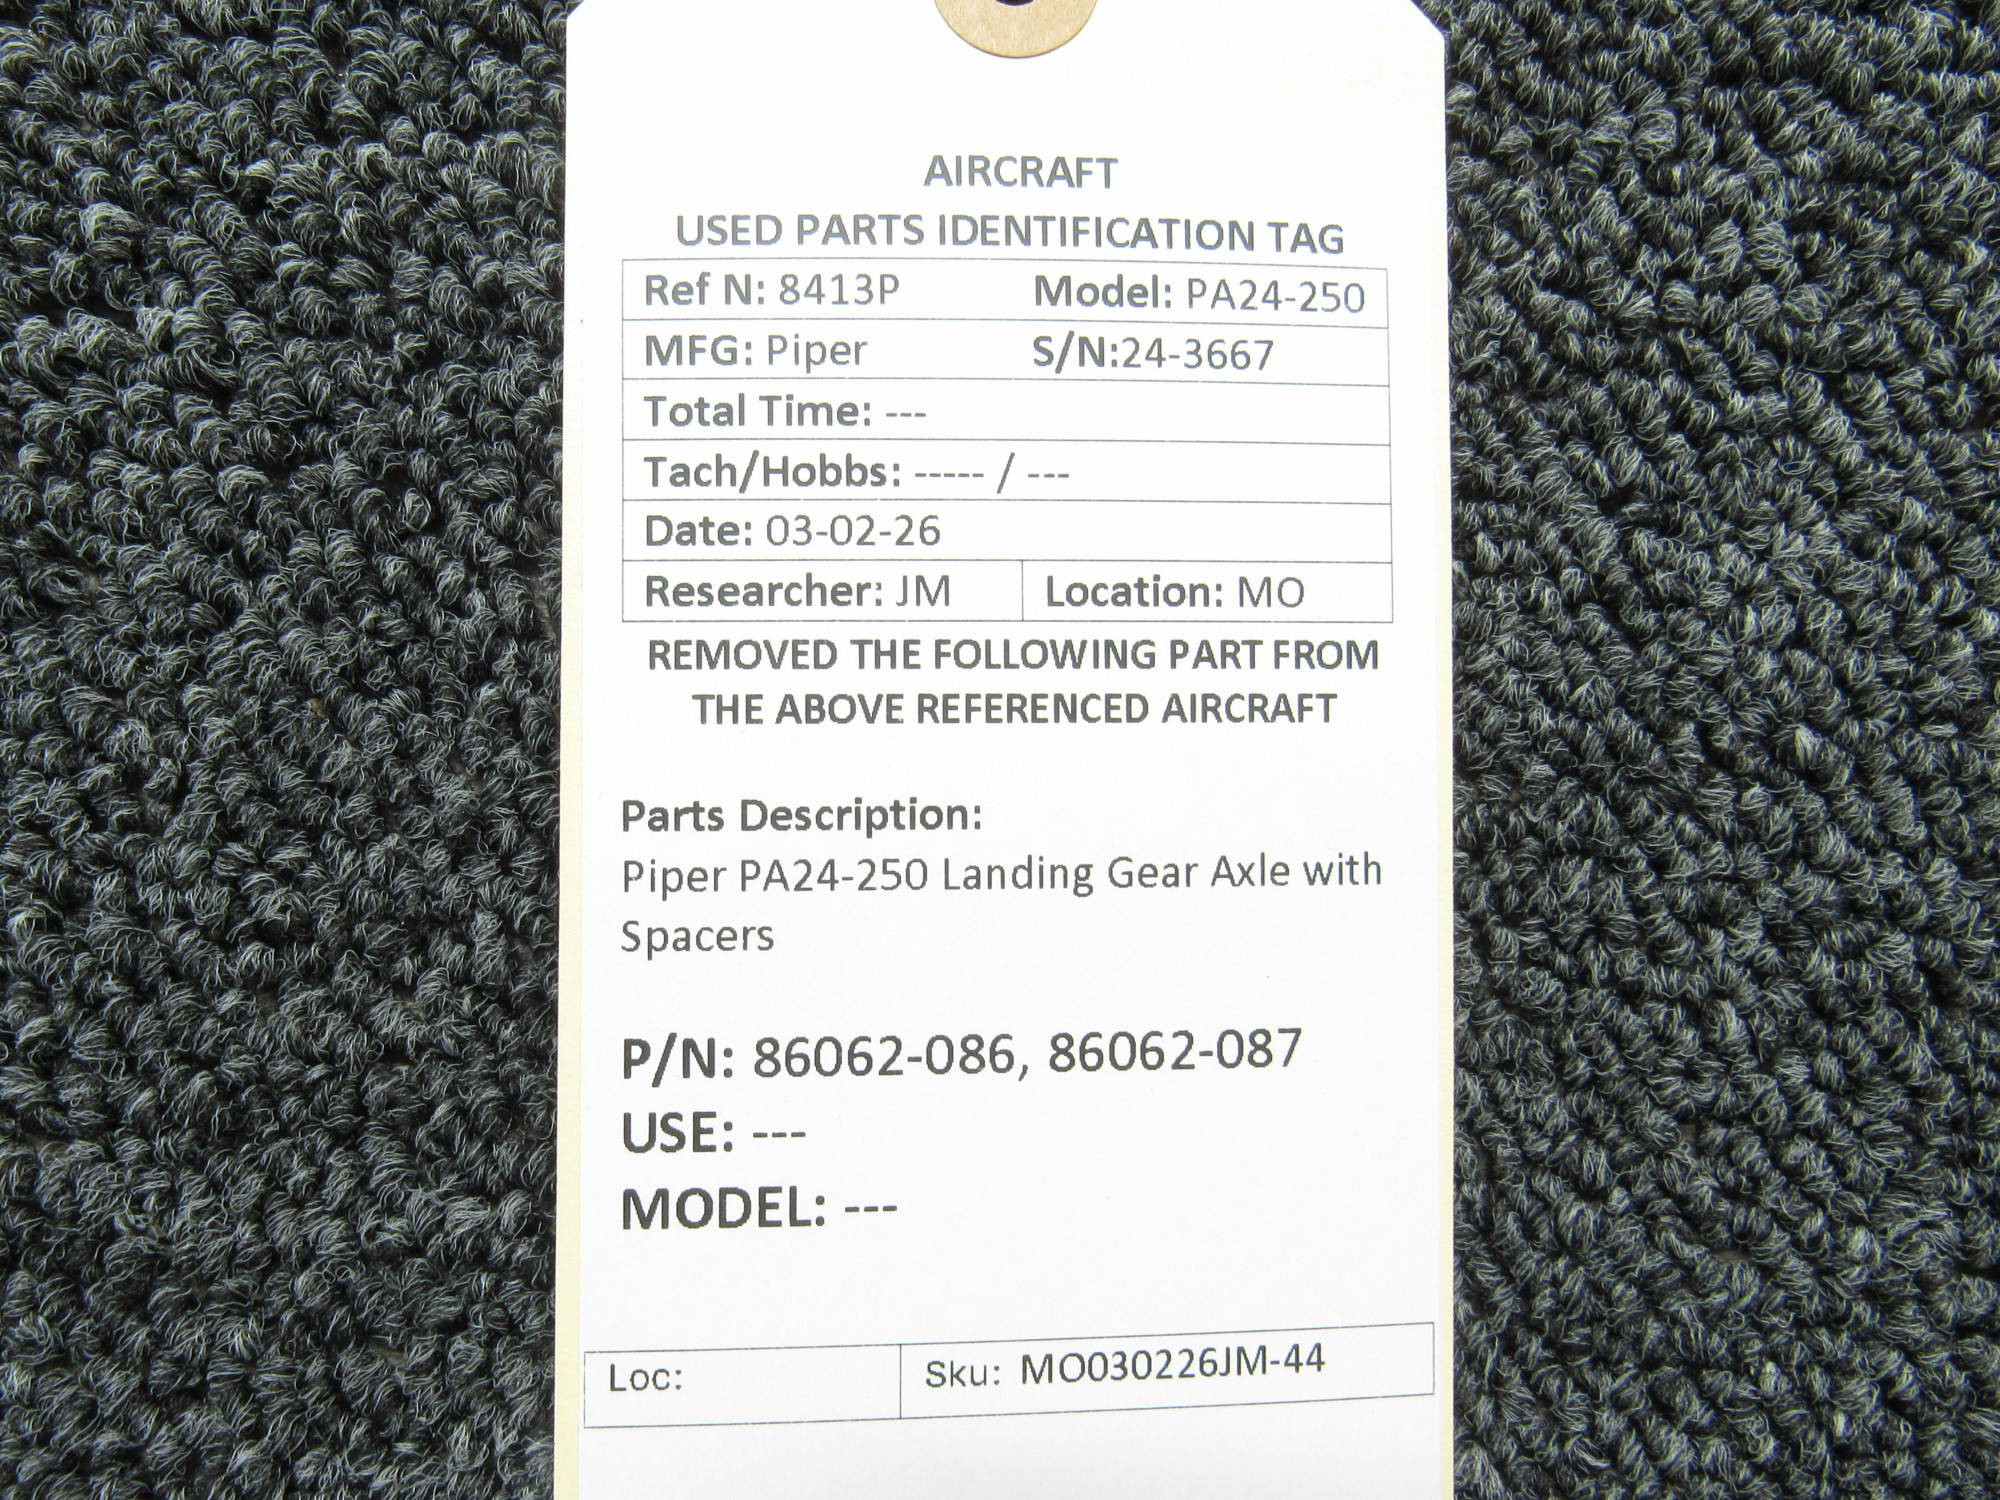 AIRCRAFT
USED PARTS IDENTIFICATION TAG
Ref N: 8413P Model: PA24-250
MFG: Piper S/N:24-3667
Total Time: ---
Tach/Hobbs: ----- / ---
Date: 03-02-26
Researcher: JM Location: MO
REMOVED THE FOLLOWING PART FROM
THE ABOVE REFERENCED AIRCRAFT
Parts Description:
Piper PA24-250 Landing Gear Axle with
Spacers
P/N: 86062-086, 86062-087
USE: ---
MODEL: ---
Loc: Sku: MO030226JM-44